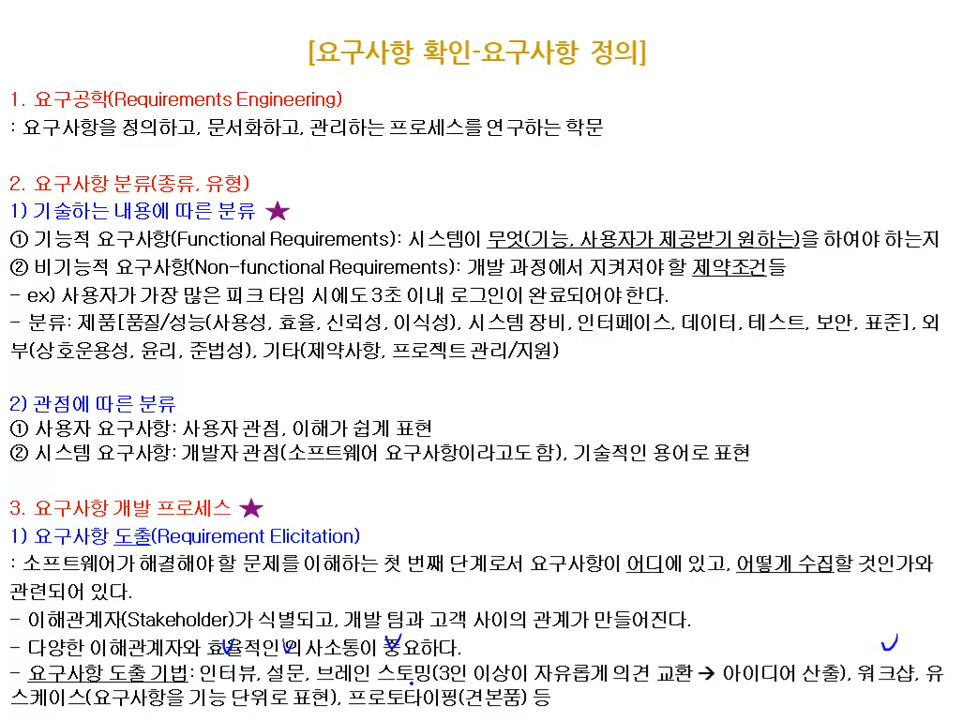 [요구사항 확인-요구사항 정의]
1. 요구공학(Requirements Engineering)
: 요구사항을 정의하고, 문서화하고, 관리하는 프로세스를 연구하는 학문
2. 요구사항 분류(종류, 유형)
1) 기술하는 내용에 따른 분류 ★
① 기능적 요구사항(Functional Requirements): 시스템이 무엇(기능, 사용자가 제공받기 원하는)을 하여야 하는지
② 비기능적 요구사항(Non-functional Requirements): 개발 과정에서 지켜져야 할 제약조건들
- ex) 사용자가 가장 많은 피크 타임 시에도 3초 이내 로그인이 완료되어야 한다.
- 분류: 제품[품질/성능(사용성, 효율, 신뢰성, 이식성), 시스템 장비, 인터페이스, 데이터, 테스트, 보안, 표준], 외
부(상호운용성, 윤리, 준법성), 기타(제약사항, 프로젝트 관리/지원)
2) 관점에 따른 분류
① 사용자 요구사항: 사용자 관점, 이해가 쉽게 표현
② 시스템 요구사항: 개발자 관점(소프트웨어 요구사항이라고도 함), 기술적인 용어로 표현
3. 요구사항 개발 프로세스 ★
1) 요구사항 도출(Requirement Elicitation)
: 소프트웨어가 해결해야 할 문제를 이해하는 첫 번째 단계로서 요구사항이 어디에 있고, 어떻게 수집할 것인가와
관련되어 있다.
- 이해관계자(Stakeholder)가 식별되고, 개발 팀과 고객 사이의 관계가 만들어진다.
- 다양한 이해관계자와 효율적인 의사소통이 중요하다.
- 요구사항 도출 기법: 인터뷰, 설문, 브레인 스토밍(3인 이상이 자유롭게 의견 교환 → 아이디어 산출), 워크샵, 유
스케이스(요구사항을 기능 단위로 표현), 프로토타이핑(견본품) 등